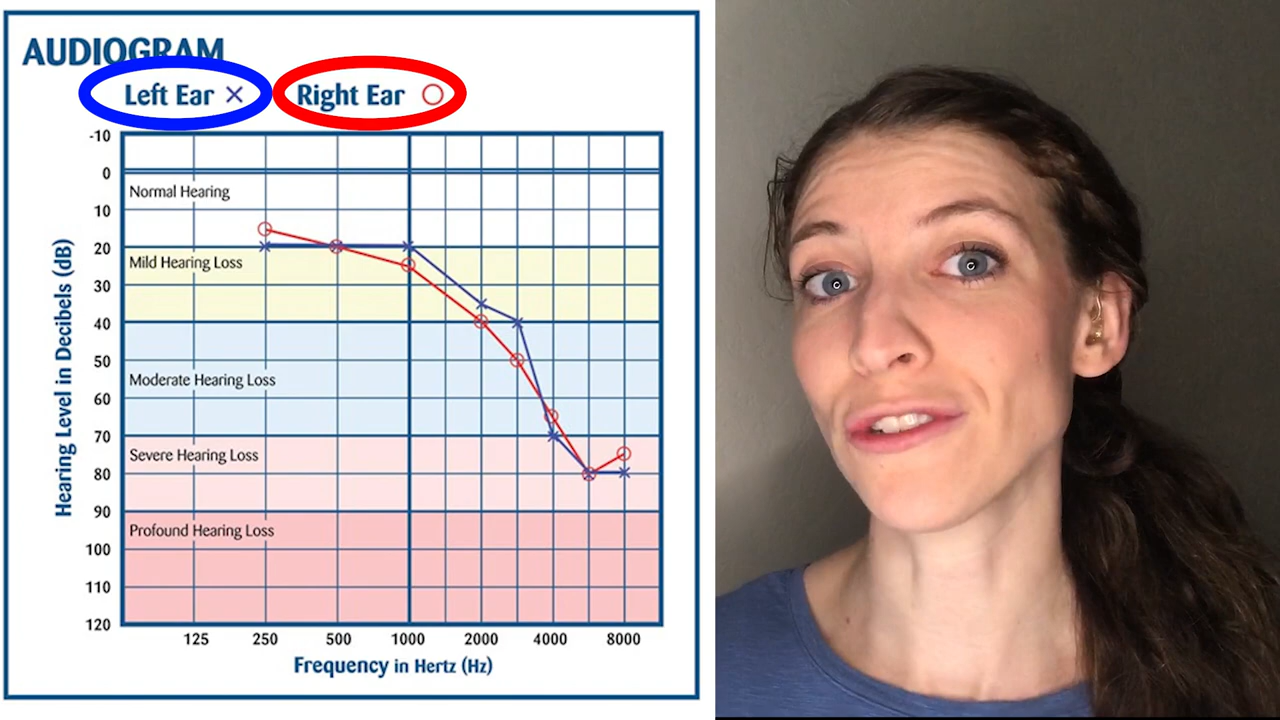 AUDIOGRAM
Left Ear × Right Ear ○
-10
0
Normal Hearing
10
20
Mild Hearing Loss
30
40
50
Moderate Hearing Loss
60
70
Severe Hearing Loss
80
90
Profound Hearing Loss
100
110
120
Hearing Level in Decibels (dB)
125 250 500 1000 2000 4000 8000
Frequency in Hertz (Hz)